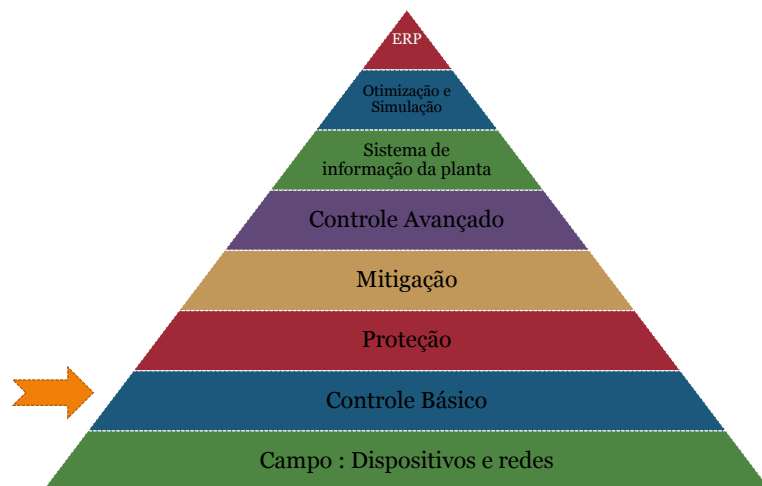 ERP
Otimização e
Simulação
Sistema de
informação da planta
Controle Avançado
Mitigação
Proteção
Controle Básico
Campo : Dispositivos e redes